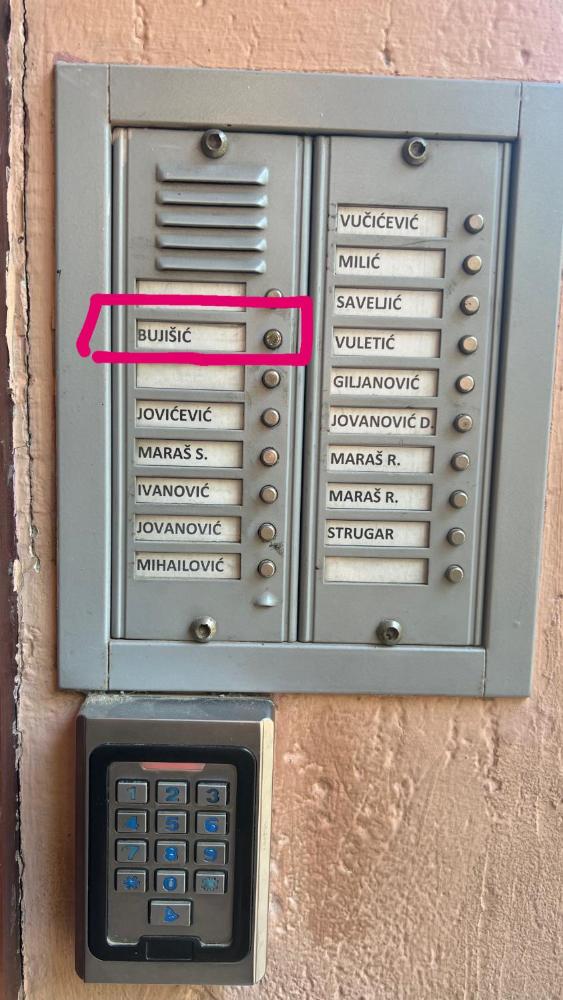 BUJIŠIĆ
JOVIĆEVIĆ
MARAŠ S.
IVANOVIĆ
JOVANOVIĆ
MIHAILOVIĆ
VUČIĆEVIĆ
MILIĆ
SAVELJIĆ
VULETIĆ
GILJANOVIĆ
JOVANOVIĆ D.
MARAŠ R.
MARAŠ R.
STRUGAR
1 2 3
4 5 6
7 8 9
* 0 *